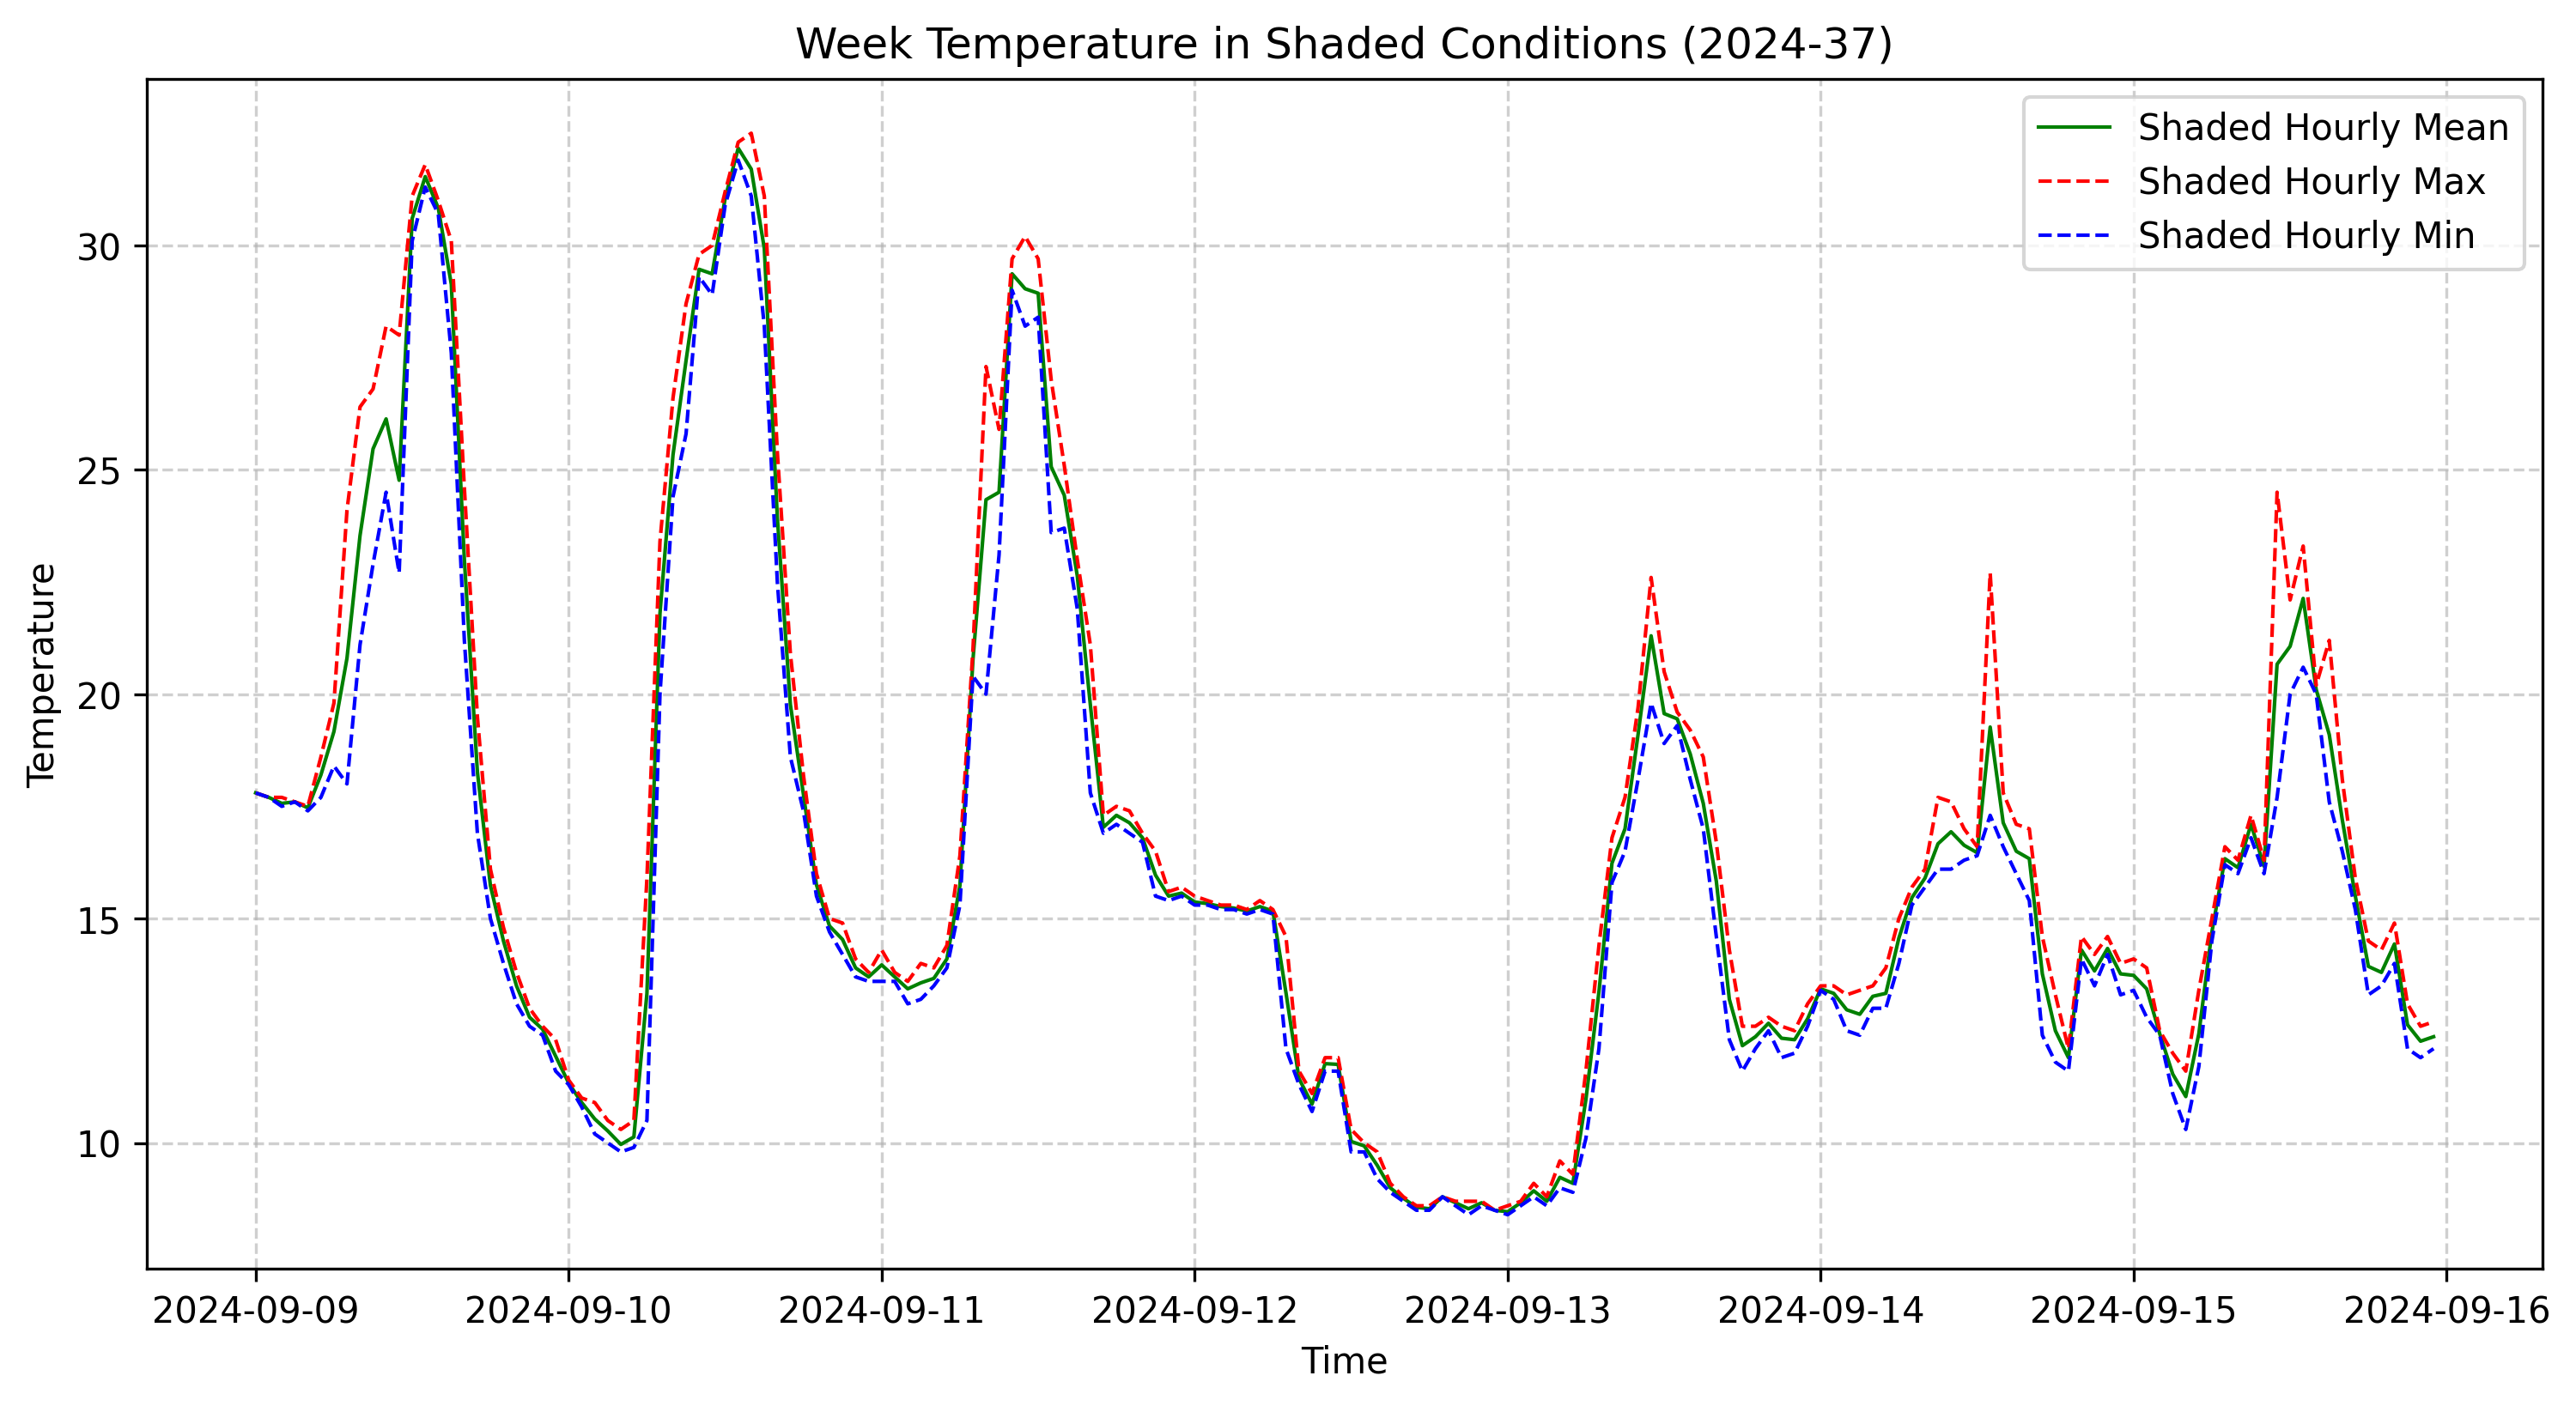 Week Temperature in Shaded Conditions (2024-37)
Shaded Hourly Mean
Shaded Hourly Max
Shaded Hourly Min
Temperature
30
25
20
15
10
2024-09-09 2024-09-10 2024-09-11 2024-09-12 2024-09-13 2024-09-14 2024-09-15 2024-09-16
Time